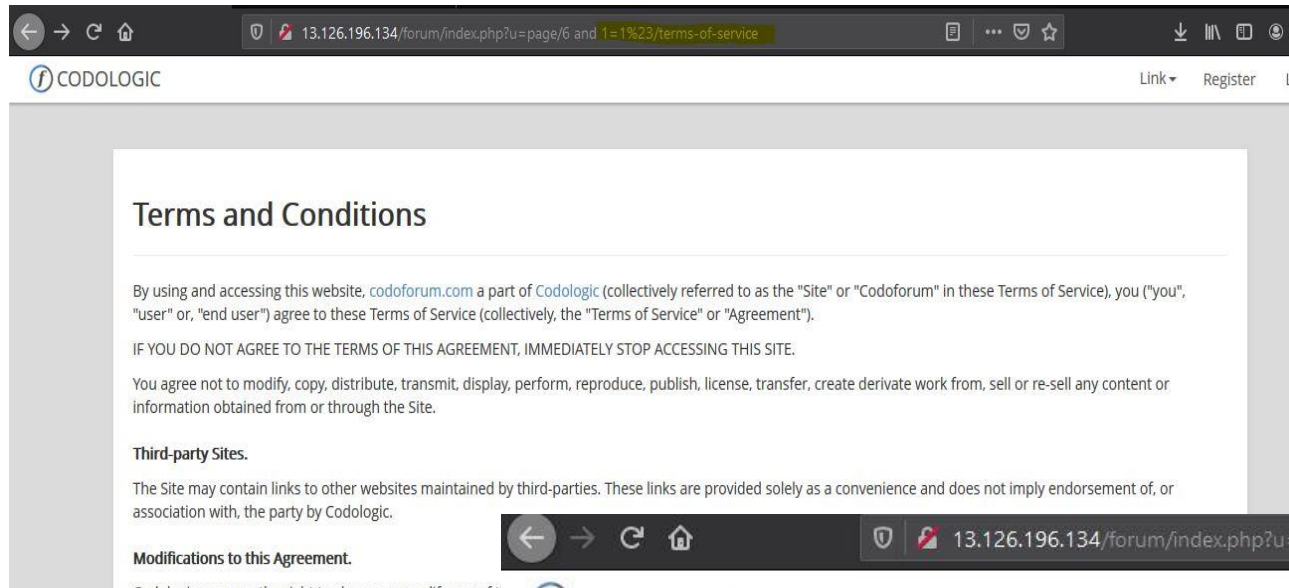 13.126.196.134/forum/index.php?u=page/6 and 1=1%23/terms-of-service
CODOLOGIC
Link
Register
Terms and Conditions
By using and accessing this website, codoforum.com a part of Codologic (collectively referred to as the "Site" or "Codoforum" in these Terms of Service), you ("you",
"user" or, "end user") agree to these Terms of Service (collectively, the "Terms of Service" or "Agreement").
IF YOU DO NOT AGREE TO THE TERMS OF THIS AGREEMENT, IMMEDIATELY STOP ACCESSING THIS SITE.
You agree not to modify, copy, distribute, transmit, display, perform, reproduce, publish, license, transfer, create derivate work from, sell or re-sell any content or
information obtained from or through the Site.
Third-party Sites.
The Site may contain links to other websites maintained by third-parties. These links are provided solely as a convenience and does not imply endorsement of, or
association with, the party by Codologic.
13.126.196.134/forum/index.php?u=
Modifications to this Agreement.